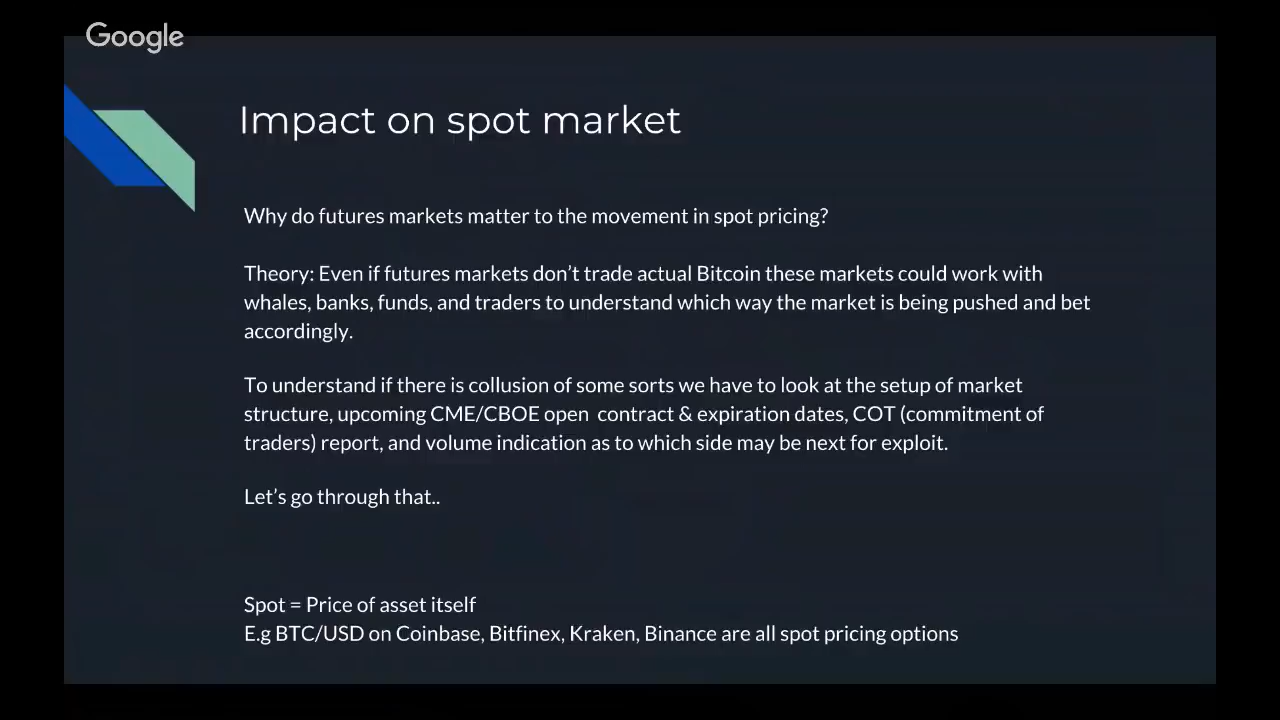 Google
Impact on spot market
Why do futures markets matter to the movement in spot pricing?
Theory: Even if futures markets don’t trade actual Bitcoin these markets could work with
whales, banks, funds, and traders to understand which way the market is being pushed and bet
accordingly.
To understand if there is collusion of some sorts we have to look at the setup of market
structure, upcoming CME/CBOE open  contract & expiration dates, COT (commitment of
traders) report, and volume indication as to which side may be next for exploit.
Let’s go through that..
Spot = Price of asset itself
E.g BTC/USD on Coinbase, Bitfinex, Kraken, Binance are all spot pricing options